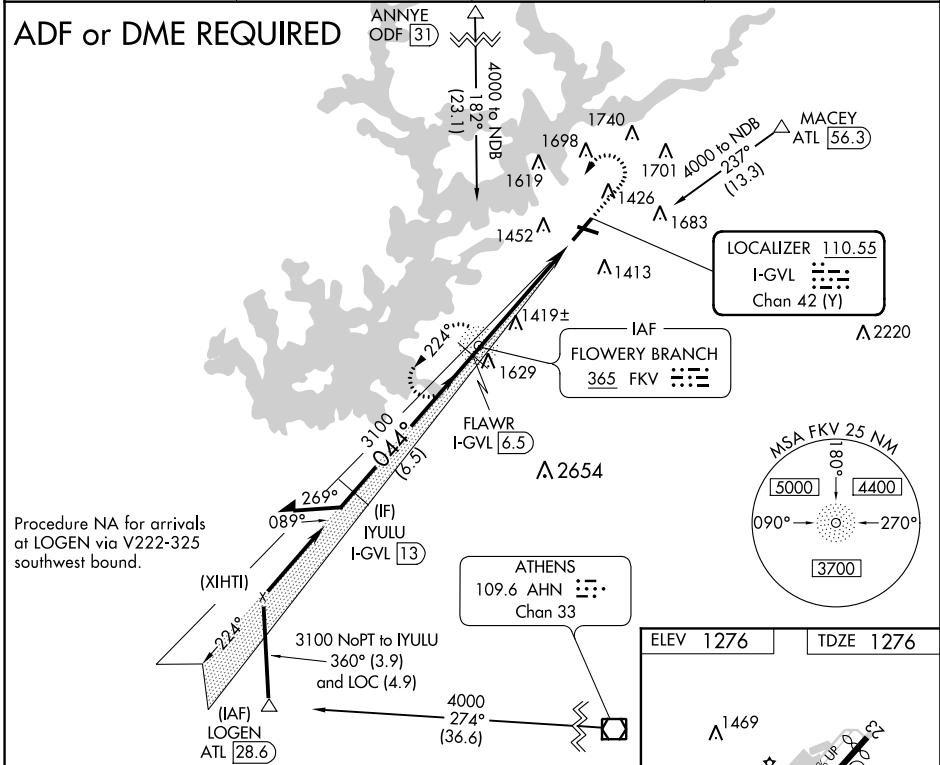 ADF or DME REQUIRED
ANNYE
ODF 31
4000 to NDB
182°
(23.1)
MACEY
ATL 56.3
4000 to NDB
237°
(13.3)
1740
1698
1701
1619
1426
1683
1452
1413
LOCALIZER 110.55
I-GVL
Chan 42 (Y)
1419±
2220
IAF
FLOWERY BRANCH
365 FKV
224°
1629
FLAWR
I-GVL 6.5
3100
044°
(6.5)
2654
MSA FKV 25 NM
180°
5000
4400
090°
270°
3700
269°
089°
(IF)
IYULU
I-GVL 13
Procedure NA for arrivals
at LOGEN via V222-325
southwest bound.
(XIHTI)
224°
ATHENS
109.6 AHN
Chan 33
3100 NoPT to IYULU
360° (3.9)
and LOC (4.9)
(IAF)
LOGEN
ATL 28.6
4000
274°
(36.6)
ELEV 1276
TDZE 1276
1469
23
% UP